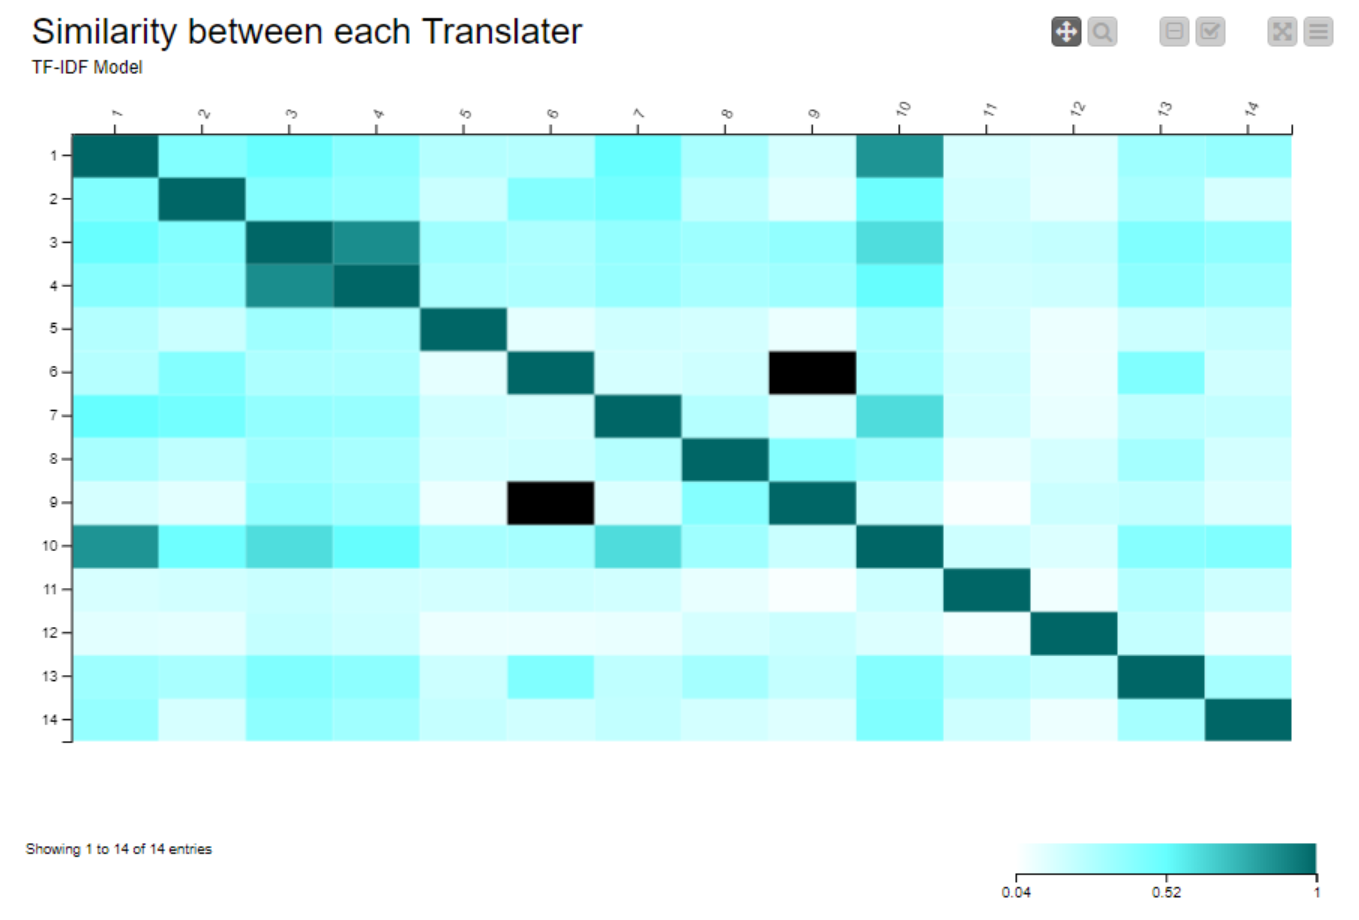 Similarity between each Translater
TF-IDF Model
1 2 3 4 5 6 7 8 9 10 11 12 13 14
1
2
3
4
5
6
7
8
9
10
11
12
13
14
Showing 1 to 14 of 14 entries
0.04 0.52 1